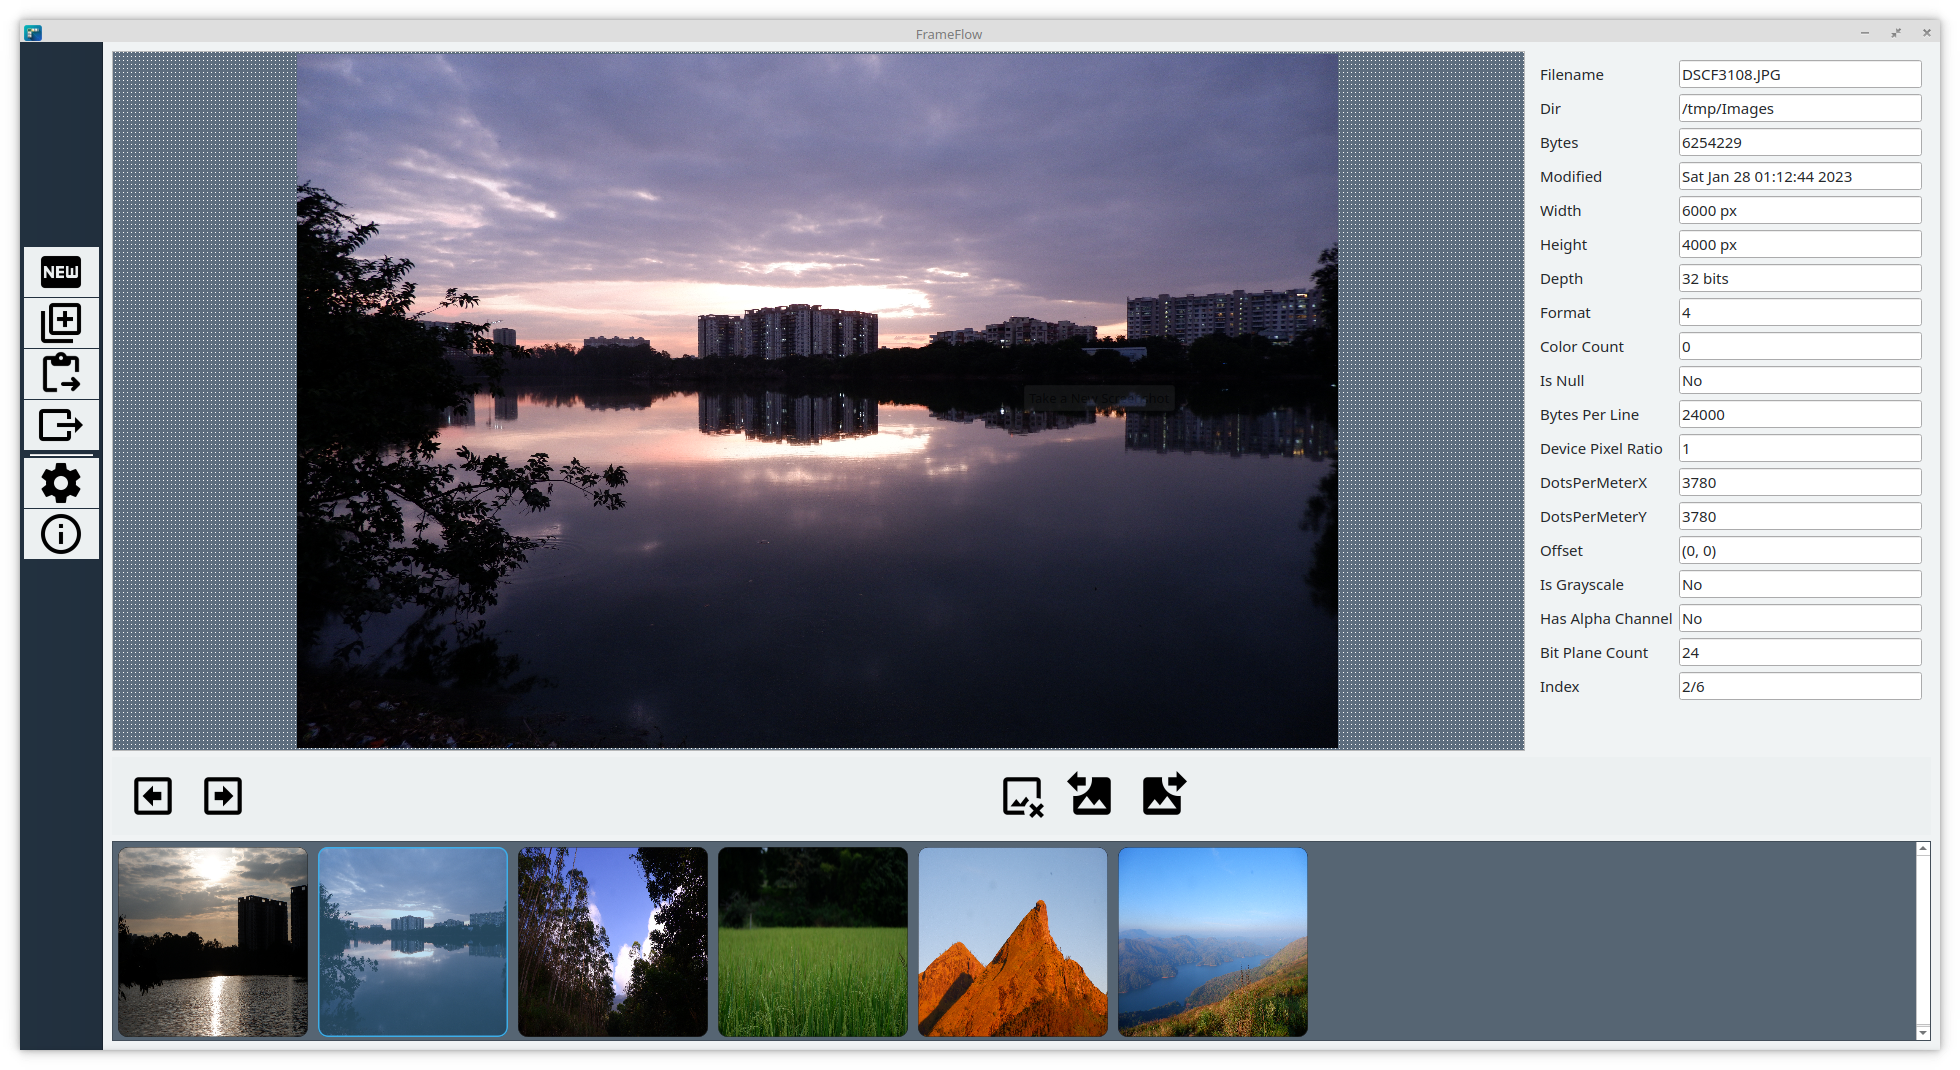 FrameFlow
NEW
Filename DSCF3108.JPG
Dir /tmp/Images
Bytes 6254229
Modified Sat Jan 28 01:12:44 2023
Width 6000 px
Height 4000 px
Depth 32 bits
Format 4
Color Count 0
Is Null No
Take a New Screenshot
Bytes Per Line 24000
Device Pixel Ratio 1
DotsPerMeterX 3780
DotsPerMeterY 3780
Offset (0, 0)
Is Grayscale No
Has Alpha Channel No
Bit Plane Count 24
Index 2/6